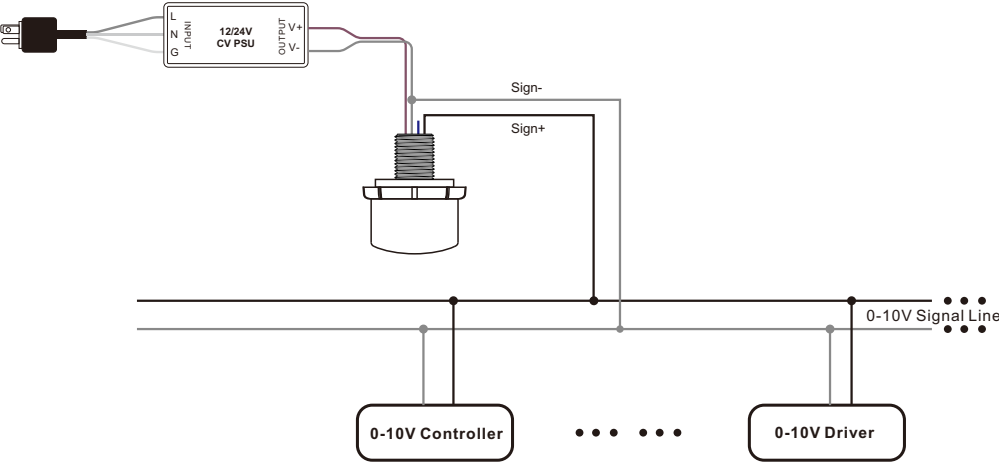 L
N
G
INPUT
12/24V
CV PSU
OUTPUT
V+
V-
Sign-
Sign+
0-10V Signal Line
0-10V Controller
0-10V Driver